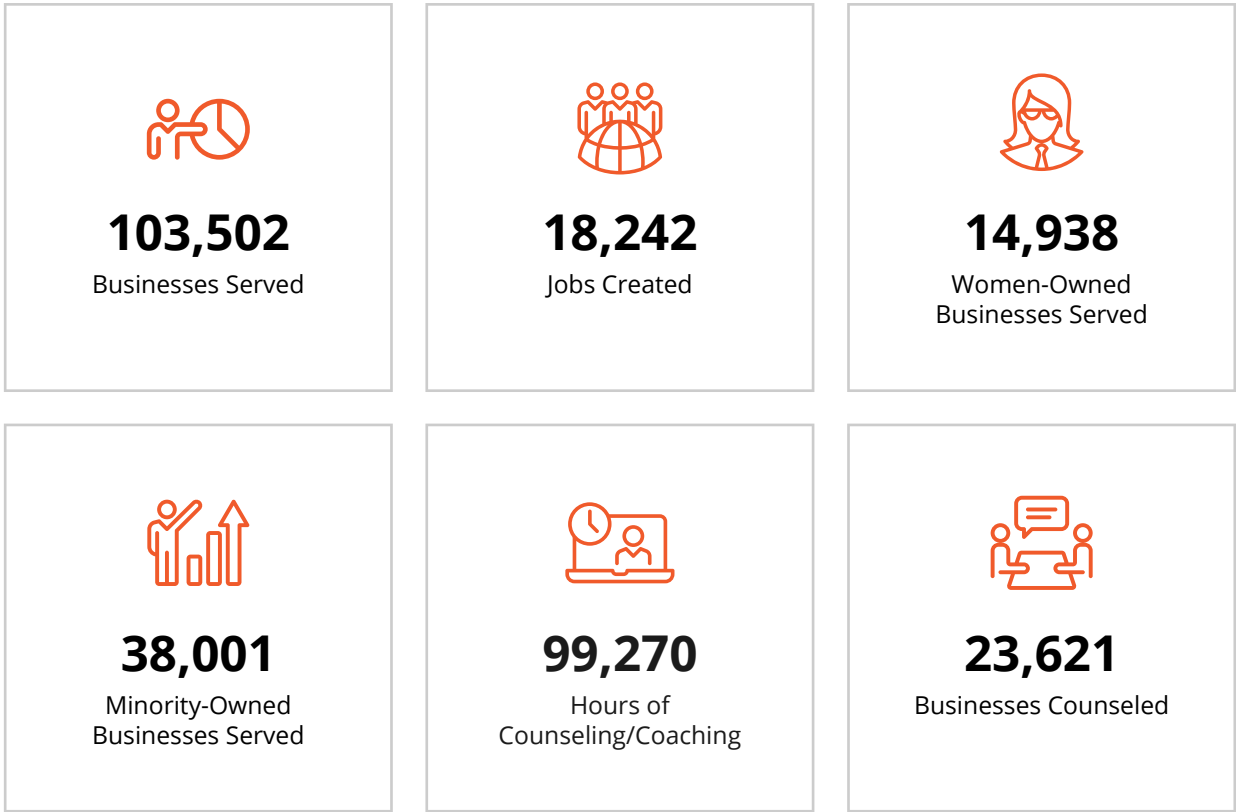 103,502
Businesses Served
18,242
Jobs Created
14,938
Women-Owned
Businesses Served
38,001
Minority-Owned
Businesses Served
99,270
Hours of
Counseling/Coaching
23,621
Businesses Counseled